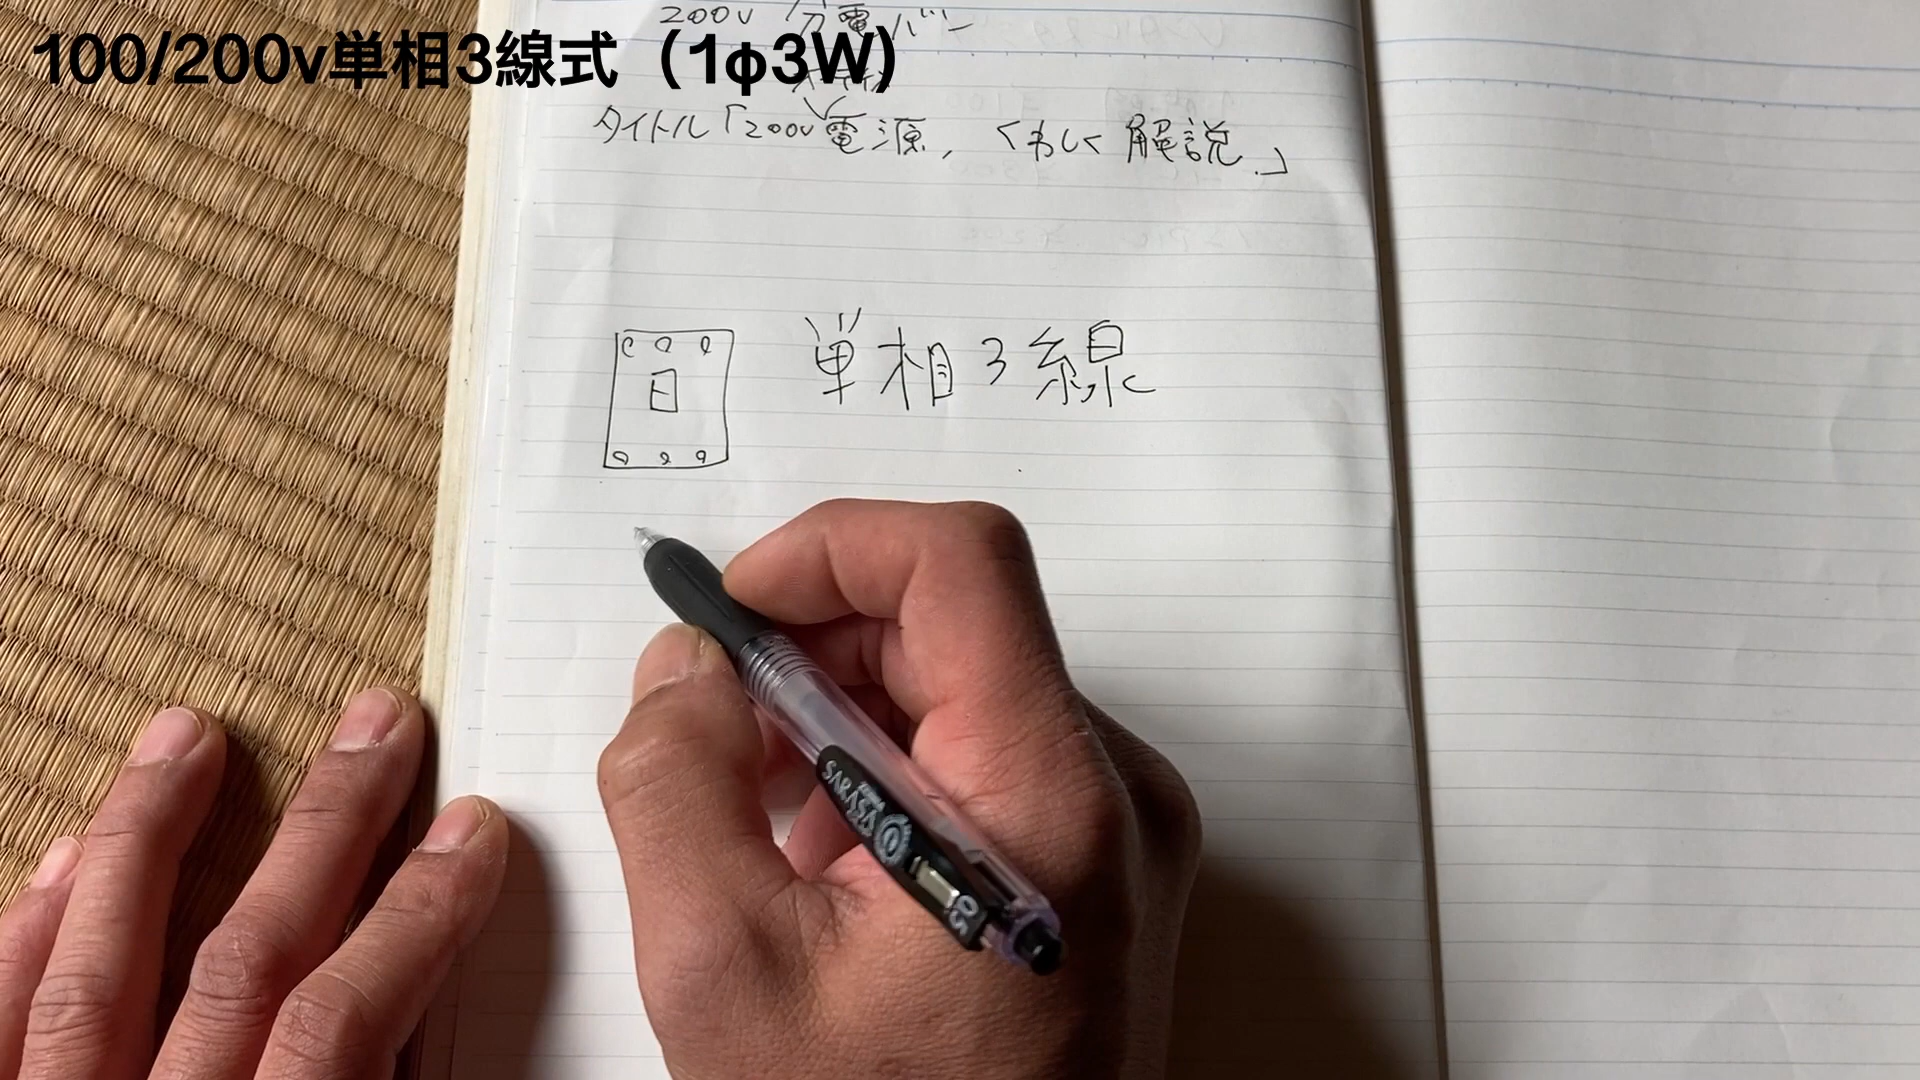 200V 分電バン
100/200v単相3線式（1φ3W）
タイトル「200V電源, くわしく解説.」
単相3線
SARASA
0.5